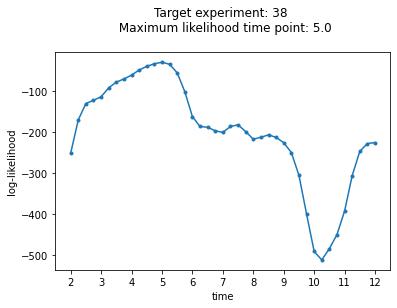 Target experiment: 38
Maximum likelihood time point: 5.0
log-likelihood
−100
−200
−300
−400
−500
2 3 4 5 6 7 8 9 10 11 12
time